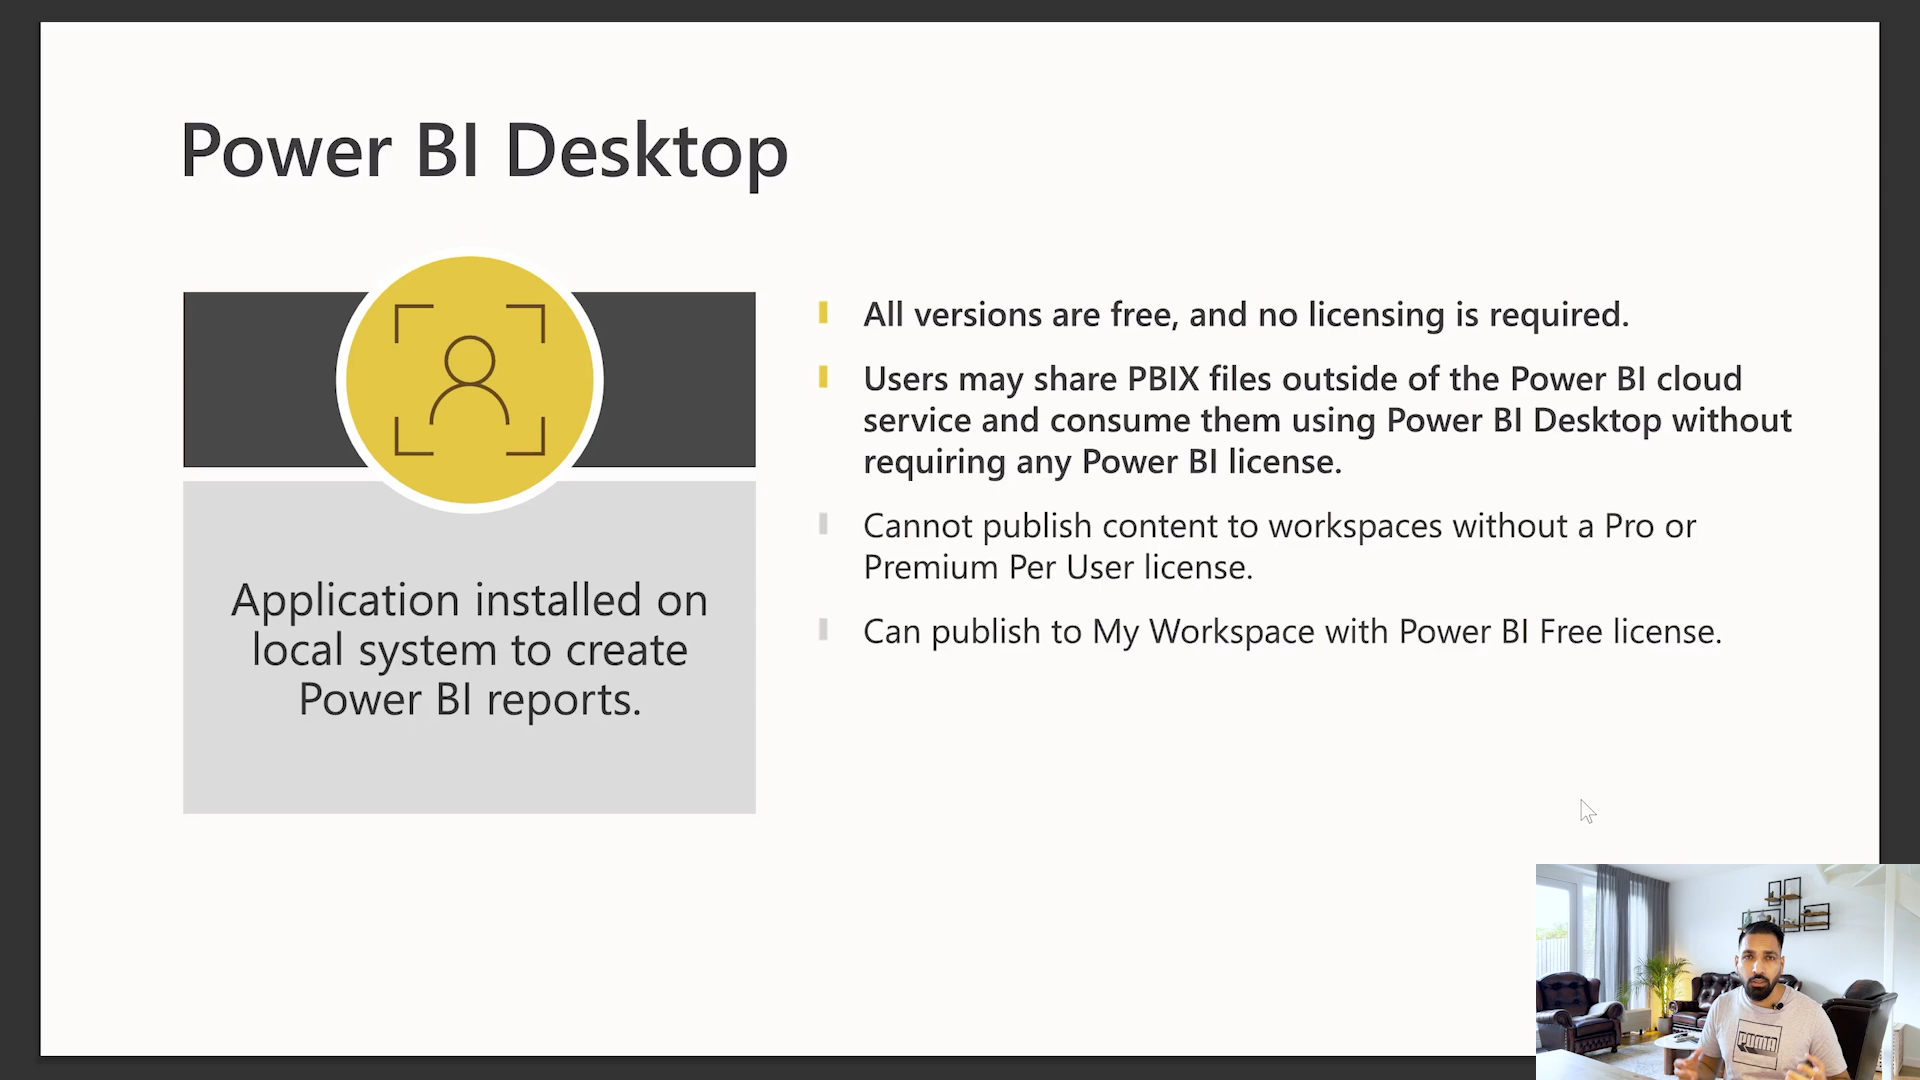 Power BI Desktop
Application installed on
local system to create
Power BI reports.
All versions are free, and no licensing is required.
Users may share PBIX files outside of the Power BI cloud
service and consume them using Power BI Desktop without
requiring any Power BI license.
Cannot publish content to workspaces without a Pro or
Premium Per User license.
Can publish to My Workspace with Power BI Free license.
PUMA